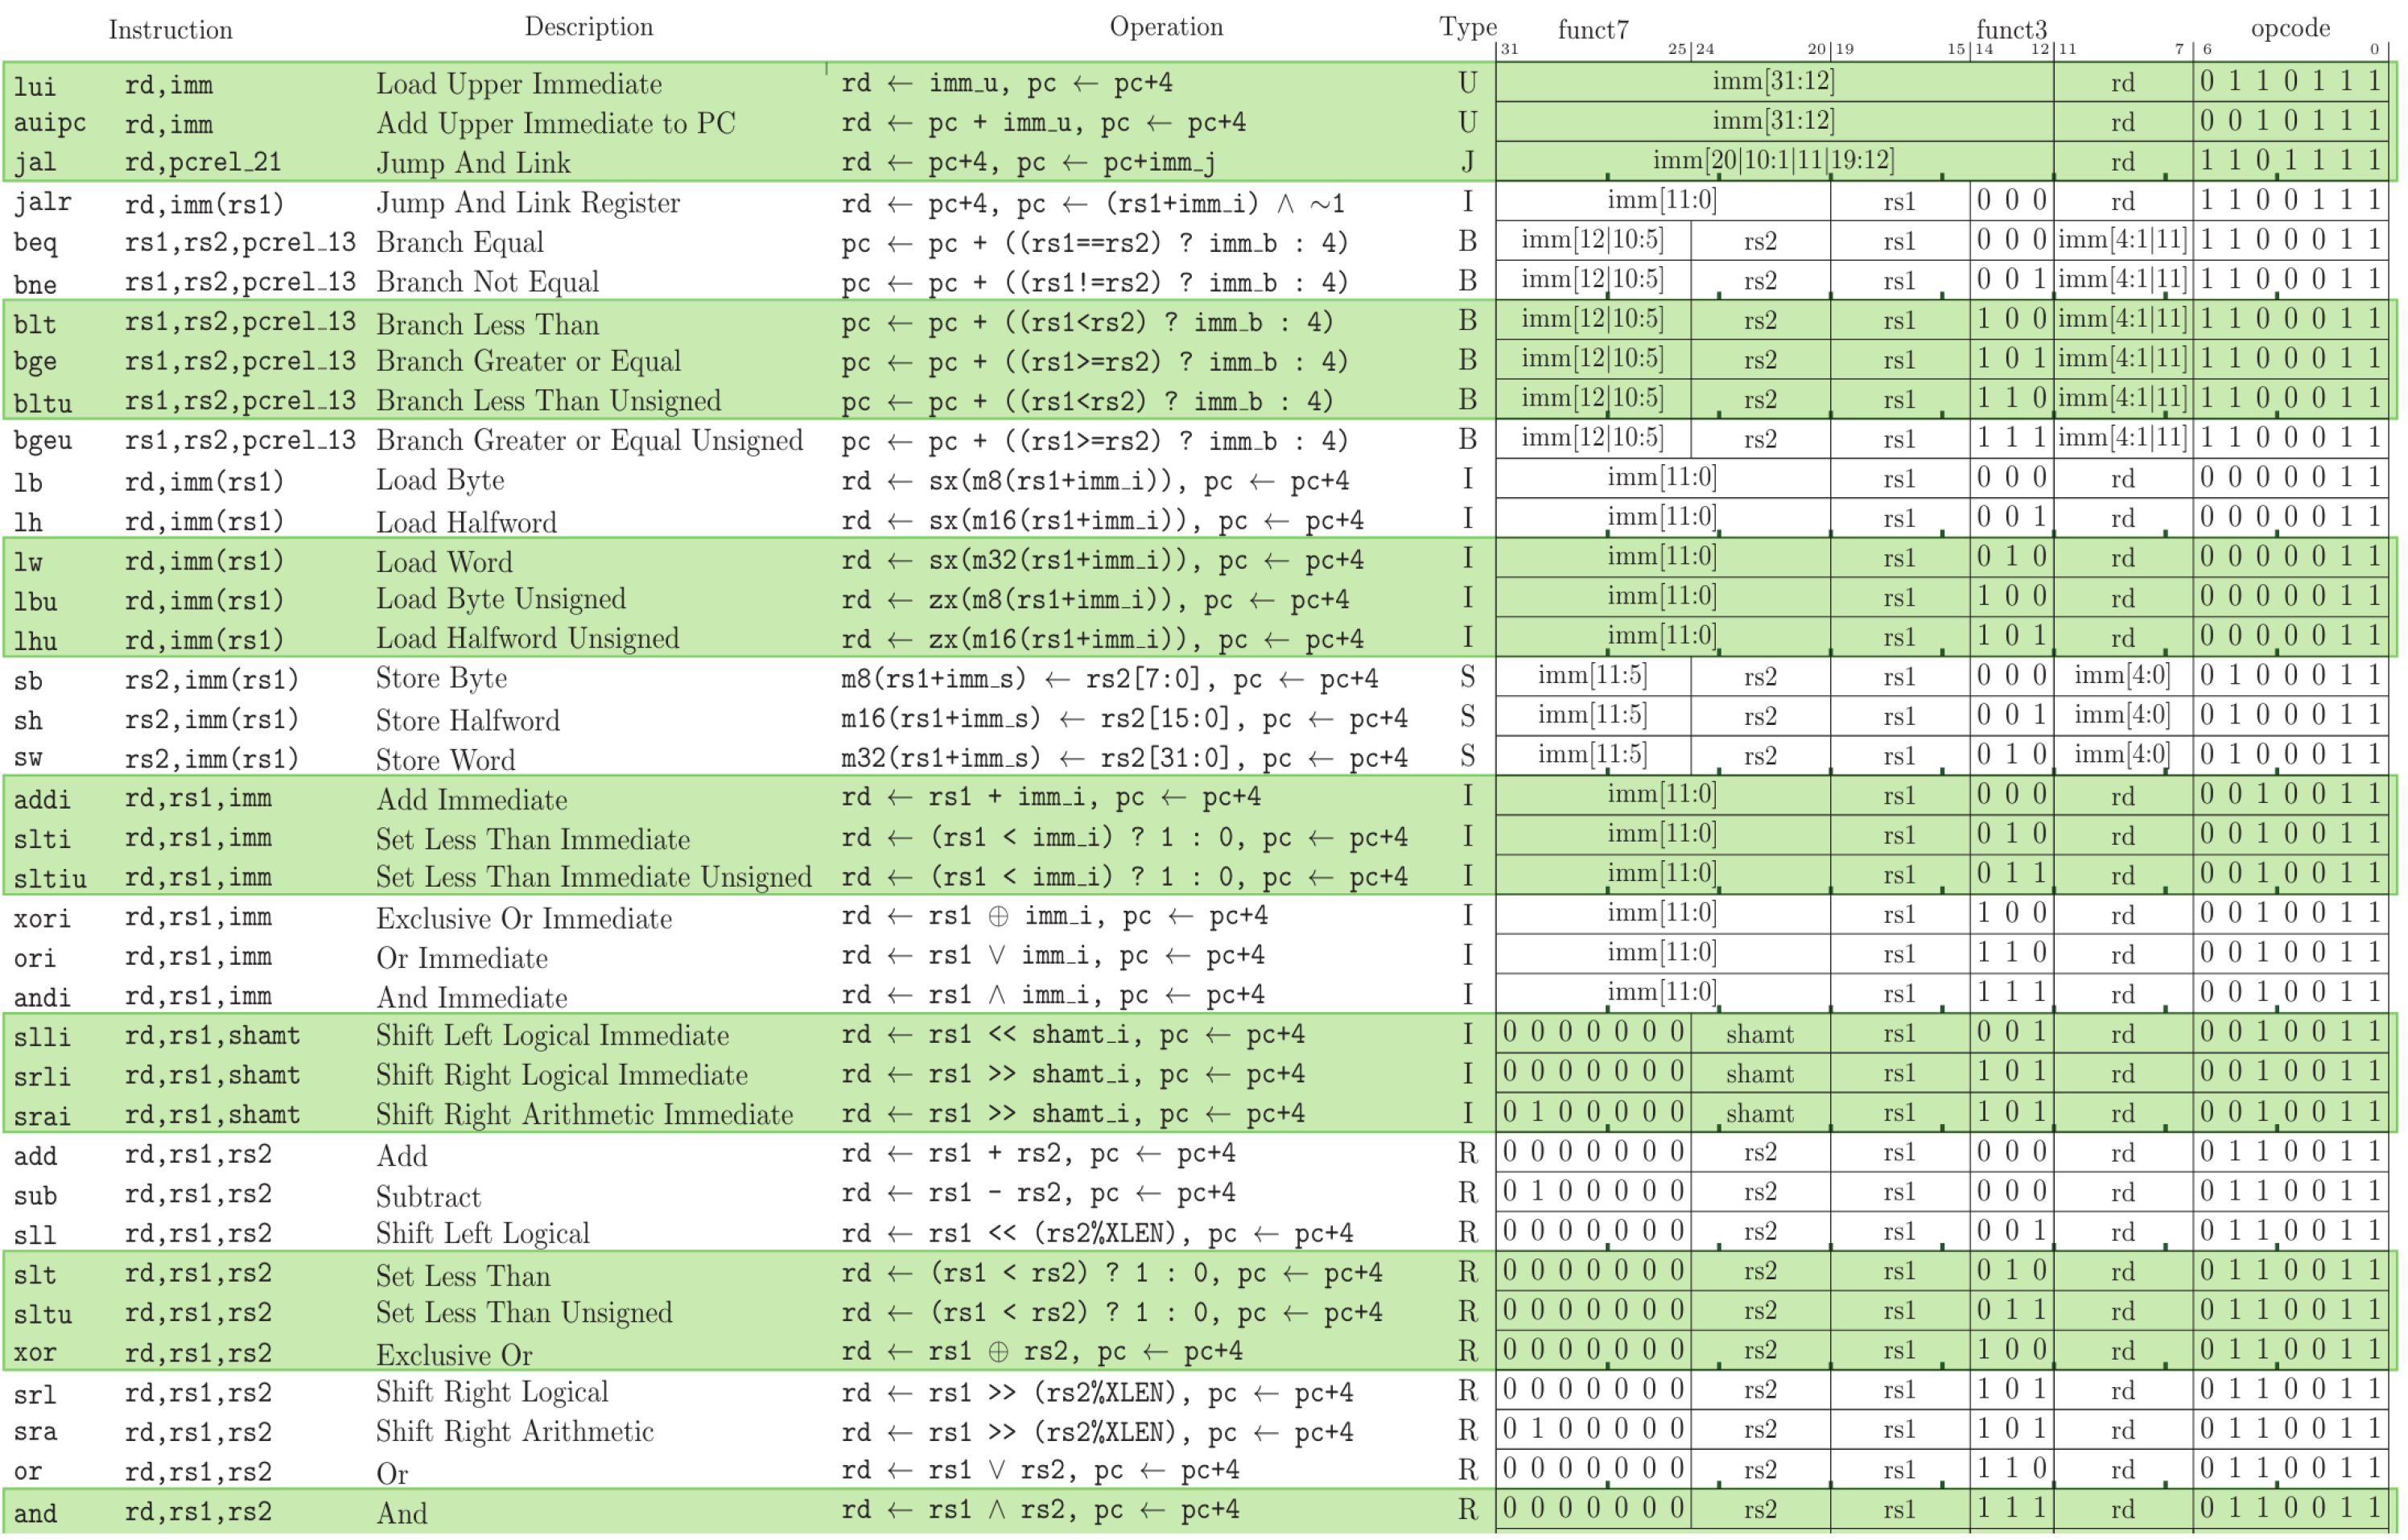 Instruction Description Operation Type funct7 funct3 opcode
31 25 24 20 19 15 14 12 11 7 6 0
lui rd,imm Load Upper Immediate rd ← imm_u, pc ← pc+4 U imm[31:12] rd 0 1 1 0 1 1 1
auipc rd,imm Add Upper Immediate to PC rd ← pc + imm_u, pc ← pc+4 U imm[31:12] rd 0 0 1 0 1 1 1
jal rd,pcrel_21 Jump And Link rd ← pc+4, pc ← pc+imm_j J imm[20|10:1|11|19:12] rd 1 1 0 1 1 1 1
jalr rd,imm(rs1) Jump And Link Register rd ← pc+4, pc ← (rs1+imm_i) ∧ ~1 I imm[11:0] rs1 0 0 0 rd 1 1 0 0 1 1 1
beq rs1,rs2,pcrel_13 Branch Equal pc ← pc + ((rs1==rs2) ? imm_b : 4) B imm[12|10:5] rs2 rs1 0 0 0 imm[4:1|11] 1 1 0 0 0 1 1
bne rs1,rs2,pcrel_13 Branch Not Equal pc ← pc + ((rs1!=rs2) ? imm_b : 4) B imm[12|10:5] rs2 rs1 0 0 1 imm[4:1|11] 1 1 0 0 0 1 1
blt rs1,rs2,pcrel_13 Branch Less Than pc ← pc + ((rs1<rs2) ? imm_b : 4) B imm[12|10:5] rs2 rs1 1 0 0 imm[4:1|11] 1 1 0 0 0 1 1
bge rs1,rs2,pcrel_13 Branch Greater or Equal pc ← pc + ((rs1>=rs2) ? imm_b : 4) B imm[12|10:5] rs2 rs1 1 0 1 imm[4:1|11] 1 1 0 0 0 1 1
bltu rs1,rs2,pcrel_13 Branch Less Than Unsigned pc ← pc + ((rs1<rs2) ? imm_b : 4) B imm[12|10:5] rs2 rs1 1 1 0 imm[4:1|11] 1 1 0 0 0 1 1
bgeu rs1,rs2,pcrel_13 Branch Greater or Equal Unsigned pc ← pc + ((rs1>=rs2) ? imm_b : 4) B imm[12|10:5] rs2 rs1 1 1 1 imm[4:1|11] 1 1 0 0 0 1 1
lb rd,imm(rs1) Load Byte rd ← sx(m8(rs1+imm_i)), pc ← pc+4 I imm[11:0] rs1 0 0 0 rd 0 0 0 0 0 1 1
lh rd,imm(rs1) Load Halfword rd ← sx(m16(rs1+imm_i)), pc ← pc+4 I imm[11:0] rs1 0 0 1 rd 0 0 0 0 0 1 1
lw rd,imm(rs1) Load Word rd ← sx(m32(rs1+imm_i)), pc ← pc+4 I imm[11:0] rs1 0 1 0 rd 0 0 0 0 0 1 1
lbu rd,imm(rs1) Load Byte Unsigned rd ← zx(m8(rs1+imm_i)), pc ← pc+4 I imm[11:0] rs1 1 0 0 rd 0 0 0 0 0 1 1
lhu rd,imm(rs1) Load Halfword Unsigned rd ← zx(m16(rs1+imm_i)), pc ← pc+4 I imm[11:0] rs1 1 0 1 rd 0 0 0 0 0 1 1
sb rs2,imm(rs1) Store Byte m8(rs1+imm_s) ← rs2[7:0], pc ← pc+4 S imm[11:5] rs2 rs1 0 0 0 imm[4:0] 0 1 0 0 0 1 1
sh rs2,imm(rs1) Store Halfword m16(rs1+imm_s) ← rs2[15:0], pc ← pc+4 S imm[11:5] rs2 rs1 0 0 1 imm[4:0] 0 1 0 0 0 1 1
sw rs2,imm(rs1) Store Word m32(rs1+imm_s) ← rs2[31:0], pc ← pc+4 S imm[11:5] rs2 rs1 0 1 0 imm[4:0] 0 1 0 0 0 1 1
addi rd,rs1,imm Add Immediate rd ← rs1 + imm_i, pc ← pc+4 I imm[11:0] rs1 0 0 0 rd 0 0 1 0 0 1 1
slti rd,rs1,imm Set Less Than Immediate rd ← (rs1 < imm_i) ? 1 : 0, pc ← pc+4 I imm[11:0] rs1 0 1 0 rd 0 0 1 0 0 1 1
sltiu rd,rs1,imm Set Less Than Immediate Unsigned rd ← (rs1 < imm_i) ? 1 : 0, pc ← pc+4 I imm[11:0] rs1 0 1 1 rd 0 0 1 0 0 1 1
xori rd,rs1,imm Exclusive Or Immediate rd ← rs1 ⊕ imm_i, pc ← pc+4 I imm[11:0] rs1 1 0 0 rd 0 0 1 0 0 1 1
ori rd,rs1,imm Or Immediate rd ← rs1 ∨ imm_i, pc ← pc+4 I imm[11:0] rs1 1 1 0 rd 0 0 1 0 0 1 1
andi rd,rs1,imm And Immediate rd ← rs1 ∧ imm_i, pc ← pc+4 I imm[11:0] rs1 1 1 1 rd 0 0 1 0 0 1 1
slli rd,rs1,shamt Shift Left Logical Immediate rd ← rs1 << shamt_i, pc ← pc+4 I 0 0 0 0 0 0 0 shamt rs1 0 0 1 rd 0 0 1 0 0 1 1
srli rd,rs1,shamt Shift Right Logical Immediate rd ← rs1 >> shamt_i, pc ← pc+4 I 0 0 0 0 0 0 0 shamt rs1 1 0 1 rd 0 0 1 0 0 1 1
srai rd,rs1,shamt Shift Right Arithmetic Immediate rd ← rs1 >> shamt_i, pc ← pc+4 I 0 1 0 0 0 0 0 shamt rs1 1 0 1 rd 0 0 1 0 0 1 1
add rd,rs1,rs2 Add rd ← rs1 + rs2, pc ← pc+4 R 0 0 0 0 0 0 0 rs2 rs1 0 0 0 rd 0 1 1 0 0 1 1
sub rd,rs1,rs2 Subtract rd ← rs1 - rs2, pc ← pc+4 R 0 1 0 0 0 0 0 rs2 rs1 0 0 0 rd 0 1 1 0 0 1 1
sll rd,rs1,rs2 Shift Left Logical rd ← rs1 << (rs2%XLEN), pc ← pc+4 R 0 0 0 0 0 0 0 rs2 rs1 0 0 1 rd 0 1 1 0 0 1 1
slt rd,rs1,rs2 Set Less Than rd ← (rs1 < rs2) ? 1 : 0, pc ← pc+4 R 0 0 0 0 0 0 0 rs2 rs1 0 1 0 rd 0 1 1 0 0 1 1
sltu rd,rs1,rs2 Set Less Than Unsigned rd ← (rs1 < rs2) ? 1 : 0, pc ← pc+4 R 0 0 0 0 0 0 0 rs2 rs1 0 1 1 rd 0 1 1 0 0 1 1
xor rd,rs1,rs2 Exclusive Or rd ← rs1 ⊕ rs2, pc ← pc+4 R 0 0 0 0 0 0 0 rs2 rs1 1 0 0 rd 0 1 1 0 0 1 1
srl rd,rs1,rs2 Shift Right Logical rd ← rs1 >> (rs2%XLEN), pc ← pc+4 R 0 0 0 0 0 0 0 rs2 rs1 1 0 1 rd 0 1 1 0 0 1 1
sra rd,rs1,rs2 Shift Right Arithmetic rd ← rs1 >> (rs2%XLEN), pc ← pc+4 R 0 1 0 0 0 0 0 rs2 rs1 1 0 1 rd 0 1 1 0 0 1 1
or rd,rs1,rs2 Or rd ← rs1 ∨ rs2, pc ← pc+4 R 0 0 0 0 0 0 0 rs2 rs1 1 1 0 rd 0 1 1 0 0 1 1
and rd,rs1,rs2 And rd ← rs1 ∧ rs2, pc ← pc+4 R 0 0 0 0 0 0 0 rs2 rs1 1 1 1 rd 0 1 1 0 0 1 1